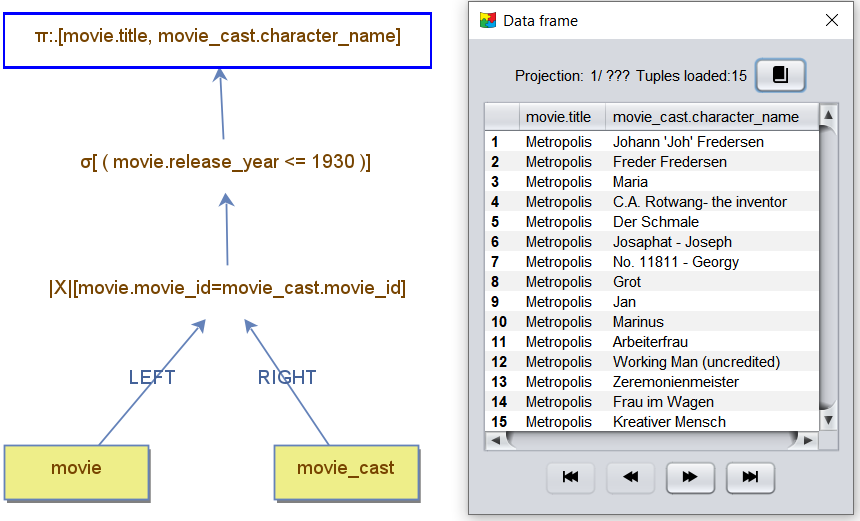 π:.[movie.title, movie_cast.character_name]
σ[ ( movie.release_year <= 1930 )]
|X|[movie.movie_id=movie_cast.movie_id]
LEFT RIGHT
movie movie_cast
Data frame
Projection: 1/ ??? Tuples loaded:15
movie.title movie_cast.character_name
1 Metropolis Johann 'Joh' Fredersen
2 Metropolis Freder Fredersen
3 Metropolis Maria
4 Metropolis C.A. Rotwang- the inventor
5 Metropolis Der Schmale
6 Metropolis Josaphat - Joseph
7 Metropolis No. 11811 - Georgy
8 Metropolis Grot
9 Metropolis Jan
10 Metropolis Marinus
11 Metropolis Arbeiterfrau
12 Metropolis Working Man (uncredited)
13 Metropolis Zeremonienmeister
14 Metropolis Frau im Wagen
15 Metropolis Kreativer Mensch